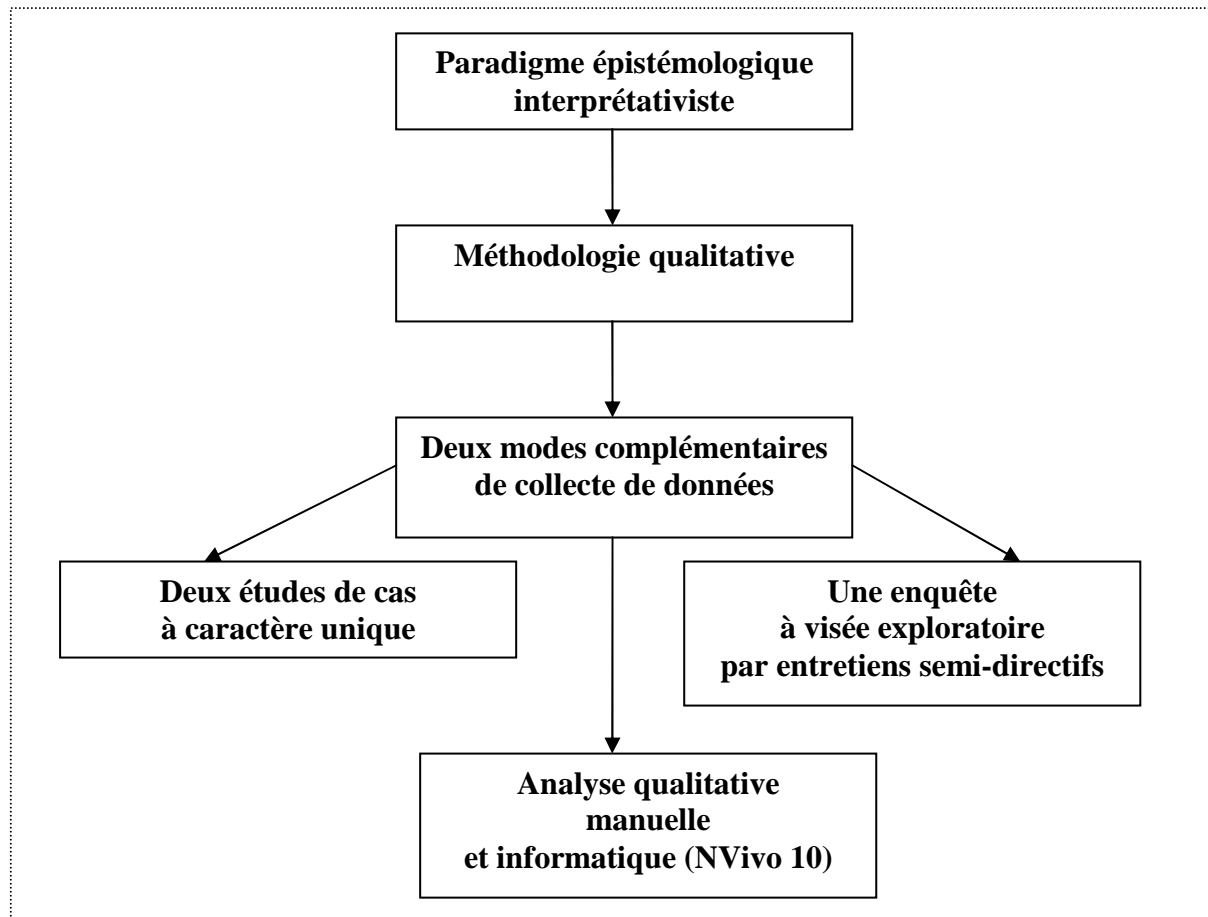 Paradigme épistémologique
interprétativiste
Méthodologie qualitative
Deux modes complémentaires
de collecte de données
Deux études de cas
à caractère unique
Une enquête
à visée exploratoire
par entretiens semi-directifs
Analyse qualitative
manuelle
et informatique (NVivo 10)